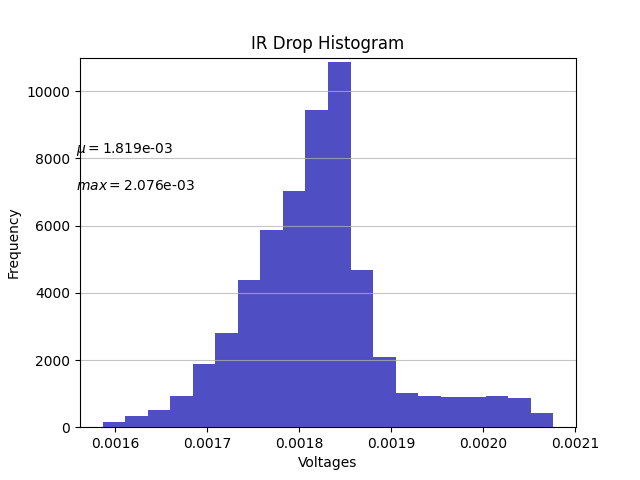 IR Drop Histogram
Frequency
10000
8000
6000
4000
2000
0
μ = 1.819e-03
max = 2.076e-03
0.0016 0.0017 0.0018 0.0019 0.0020 0.0021
Voltages